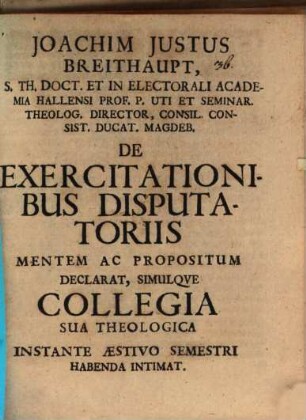 JOACHIM JUSTUS
BREITHAUPT, 36.
S. TH. DOCT. ET IN ELECTORALI ACADE-
MIA HALLENSI PROF. P. UTI ET SEMINAR.
THEOLOG. DIRECTOR, CONSIL. CON-
SIST. DUCAT. MAGDEB.
DE
EXERCITATIONI-
BUS DISPUTA-
TORIIS
MENTEM AC PROPOSITUM
DECLARAT, SIMULQVE
COLLEGIA
SUA THEOLOGICA
INSTANTE ÆSTIVO SEMESTRI
HABENDA INTIMAT.